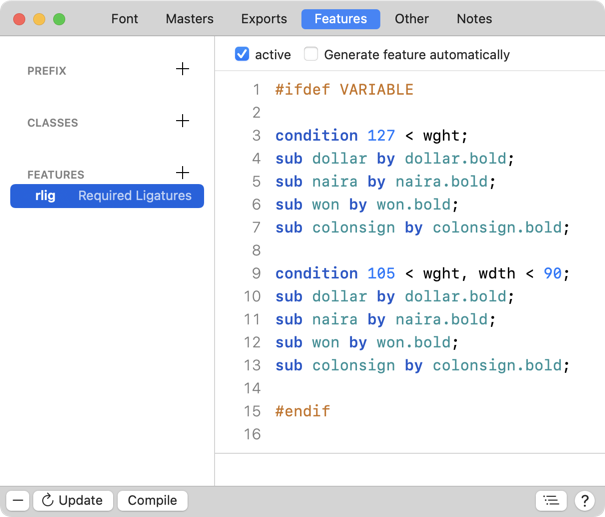 Font Masters Exports Features Other Notes
PREFIX +
CLASSES +
FEATURES +
rlig Required Ligatures
active Generate feature automatically
1 #ifdef VARIABLE
2
3 condition 127 < wght;
4 sub dollar by dollar.bold;
5 sub naira by naira.bold;
6 sub won by won.bold;
7 sub colonsign by colonsign.bold;
8
9 condition 105 < wght, wdth < 90;
10 sub dollar by dollar.bold;
11 sub naira by naira.bold;
12 sub won by won.bold;
13 sub colonsign by colonsign.bold;
14
15 #endif
16
Update Compile ?